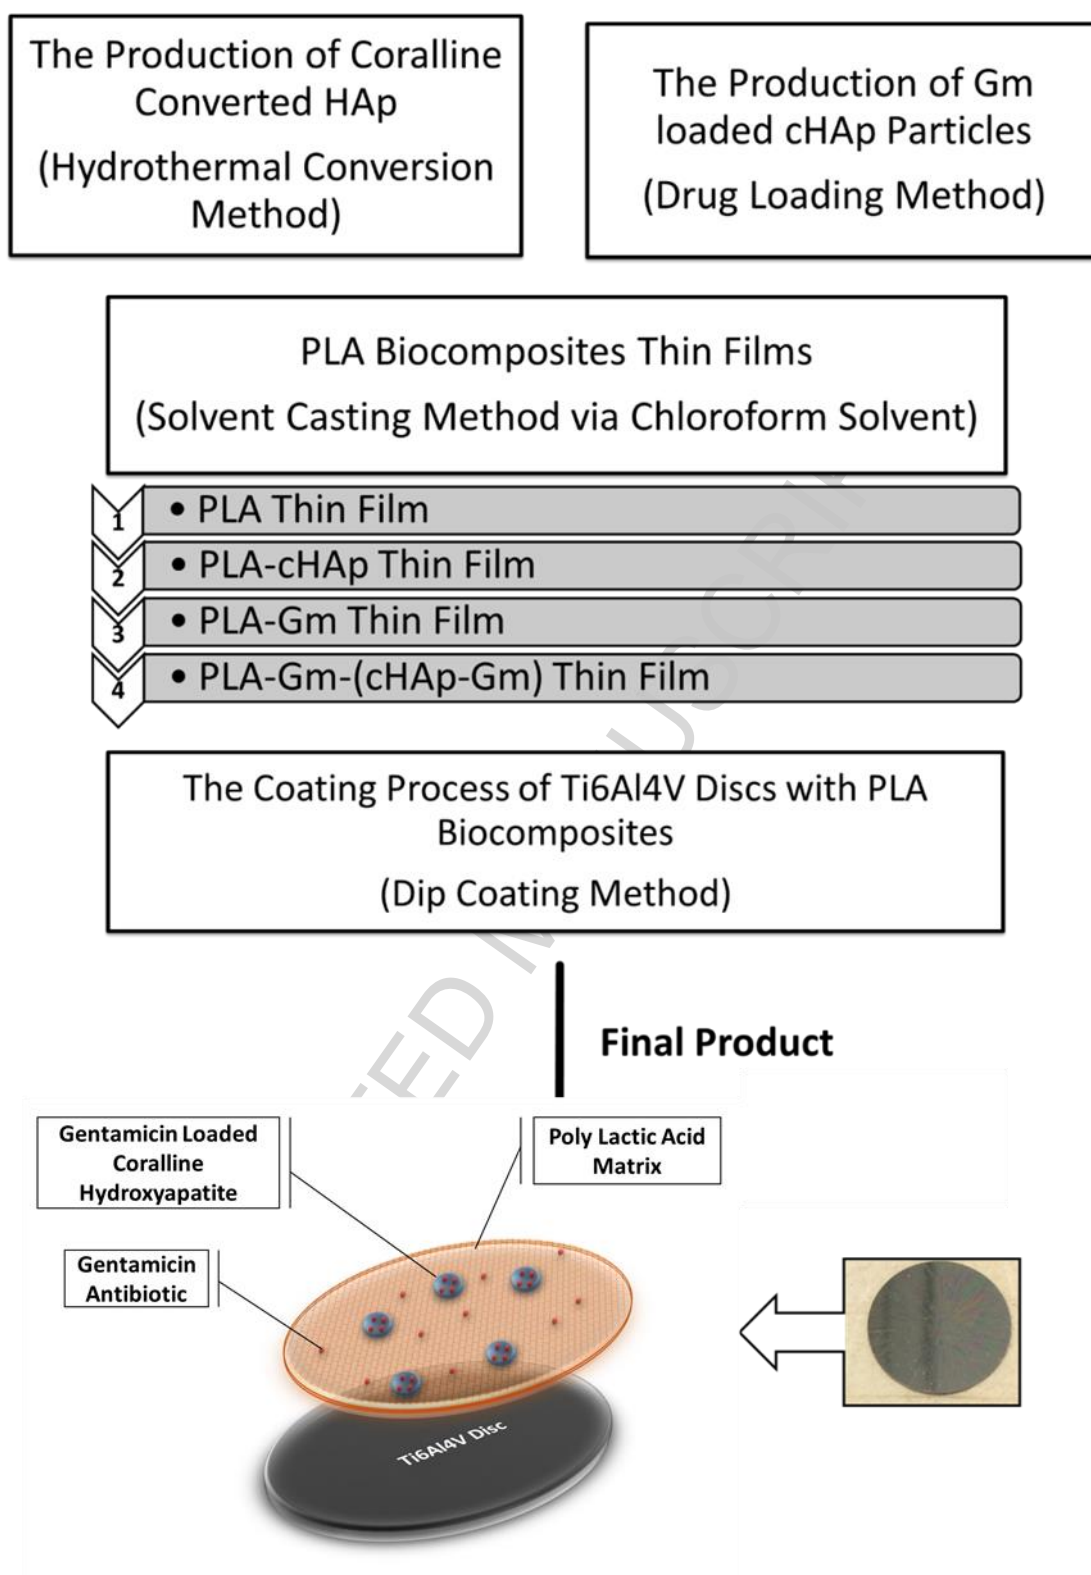 The Production of Coralline
Converted HAp
(Hydrothermal Conversion
Method)
The Production of Gm
loaded cHAp Particles
(Drug Loading Method)
PLA Biocomposites Thin Films
(Solvent Casting Method via Chloroform Solvent)
1 • PLA Thin Film
2 • PLA-cHAp Thin Film
3 • PLA-Gm Thin Film
4 • PLA-Gm-(cHAp-Gm) Thin Film
The Coating Process of Ti6Al4V Discs with PLA
Biocomposites
(Dip Coating Method)
Final Product
Gentamicin Loaded
Coralline
Hydroxyapatite
Poly Lactic Acid
Matrix
Gentamicin
Antibiotic
Ti6Al4V Disc